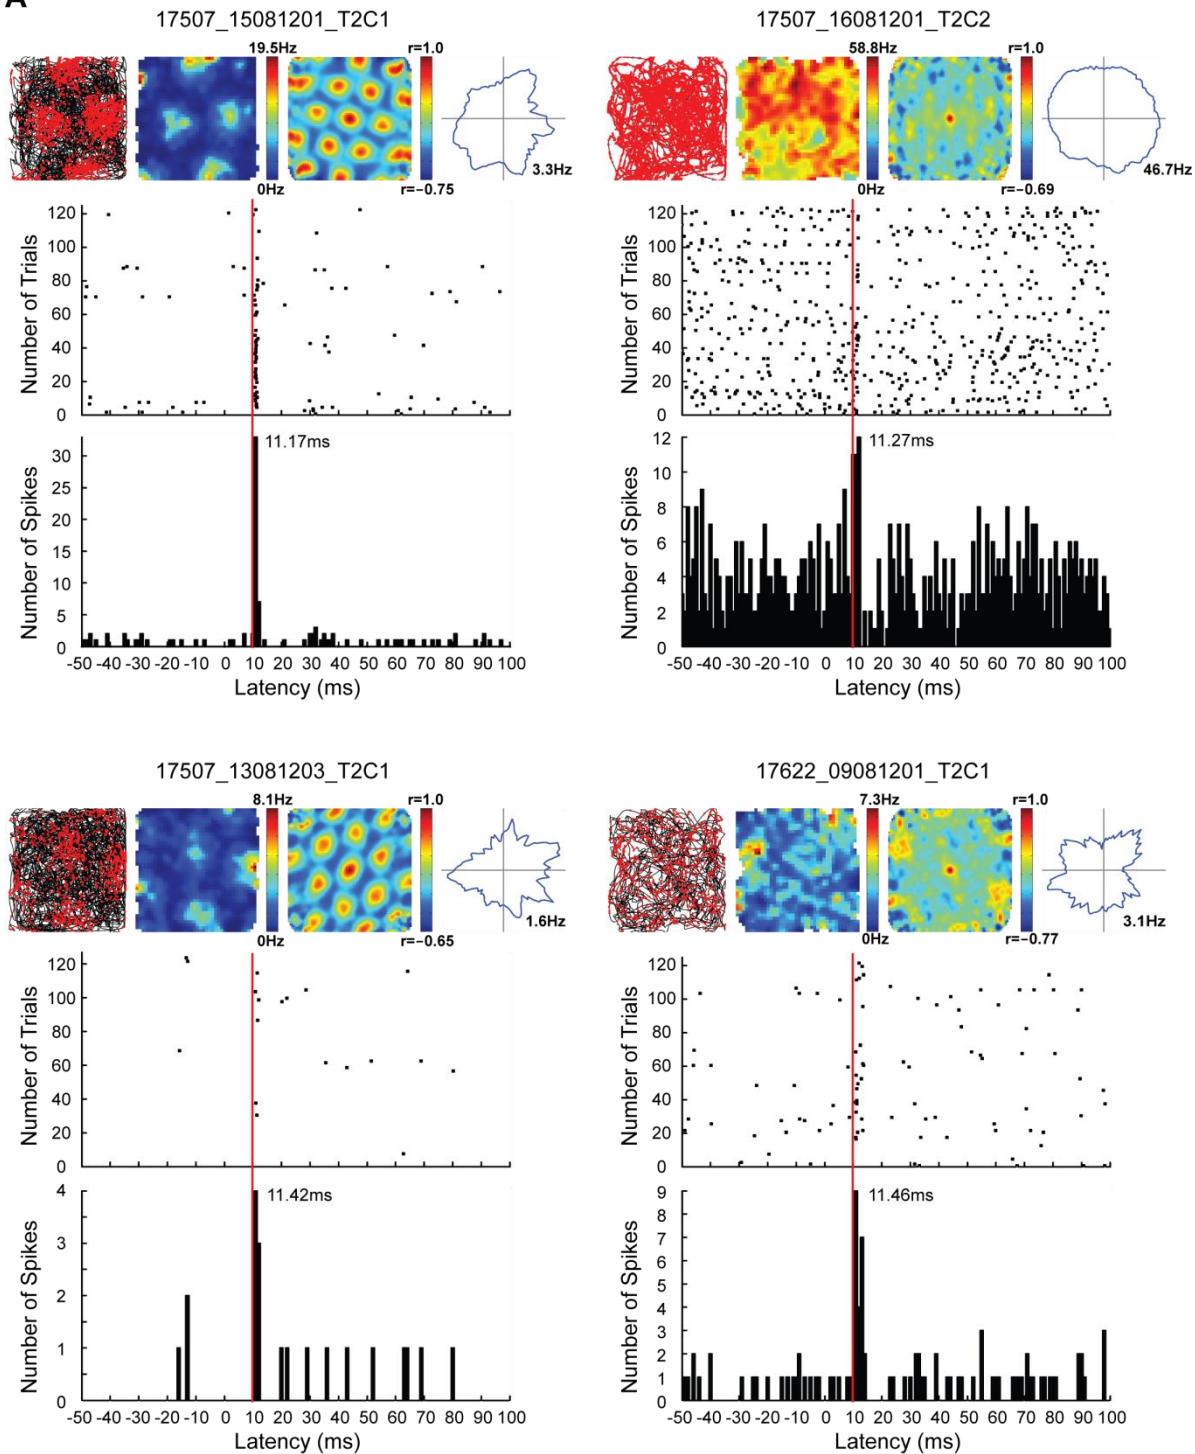 A
17507_15081201_T2C1
19.5Hz
r=1.0
3.3Hz
0Hz
r=−0.75
Number of Trials
120
100
80
60
40
20
0
11.17ms
Number of Spikes
30
25
20
15
10
5
0
-50 -40 -30 -20 -10 0 10 20 30 40 50 60 70 80 90 100
Latency (ms)
17507_16081201_T2C2
58.8Hz
r=1.0
46.7Hz
0Hz
r=−0.69
Number of Trials
120
100
80
60
40
20
0
11.27ms
Number of Spikes
12
10
8
6
4
2
0
-50 -40 -30 -20 -10 0 10 20 30 40 50 60 70 80 90 100
Latency (ms)
17507_13081203_T2C1
8.1Hz
r=1.0
1.6Hz
0Hz
r=−0.65
Number of Trials
120
100
80
60
40
20
0
11.42ms
Number of Spikes
4
3
2
1
0
-50 -40 -30 -20 -10 0 10 20 30 40 50 60 70 80 90 100
Latency (ms)
17622_09081201_T2C1
7.3Hz
r=1.0
3.1Hz
0Hz
r=−0.77
Number of Trials
120
100
80
60
40
20
0
11.46ms
Number of Spikes
9
8
7
6
5
4
3
2
1
0
-50 -40 -30 -20 -10 0 10 20 30 40 50 60 70 80 90 100
Latency (ms)